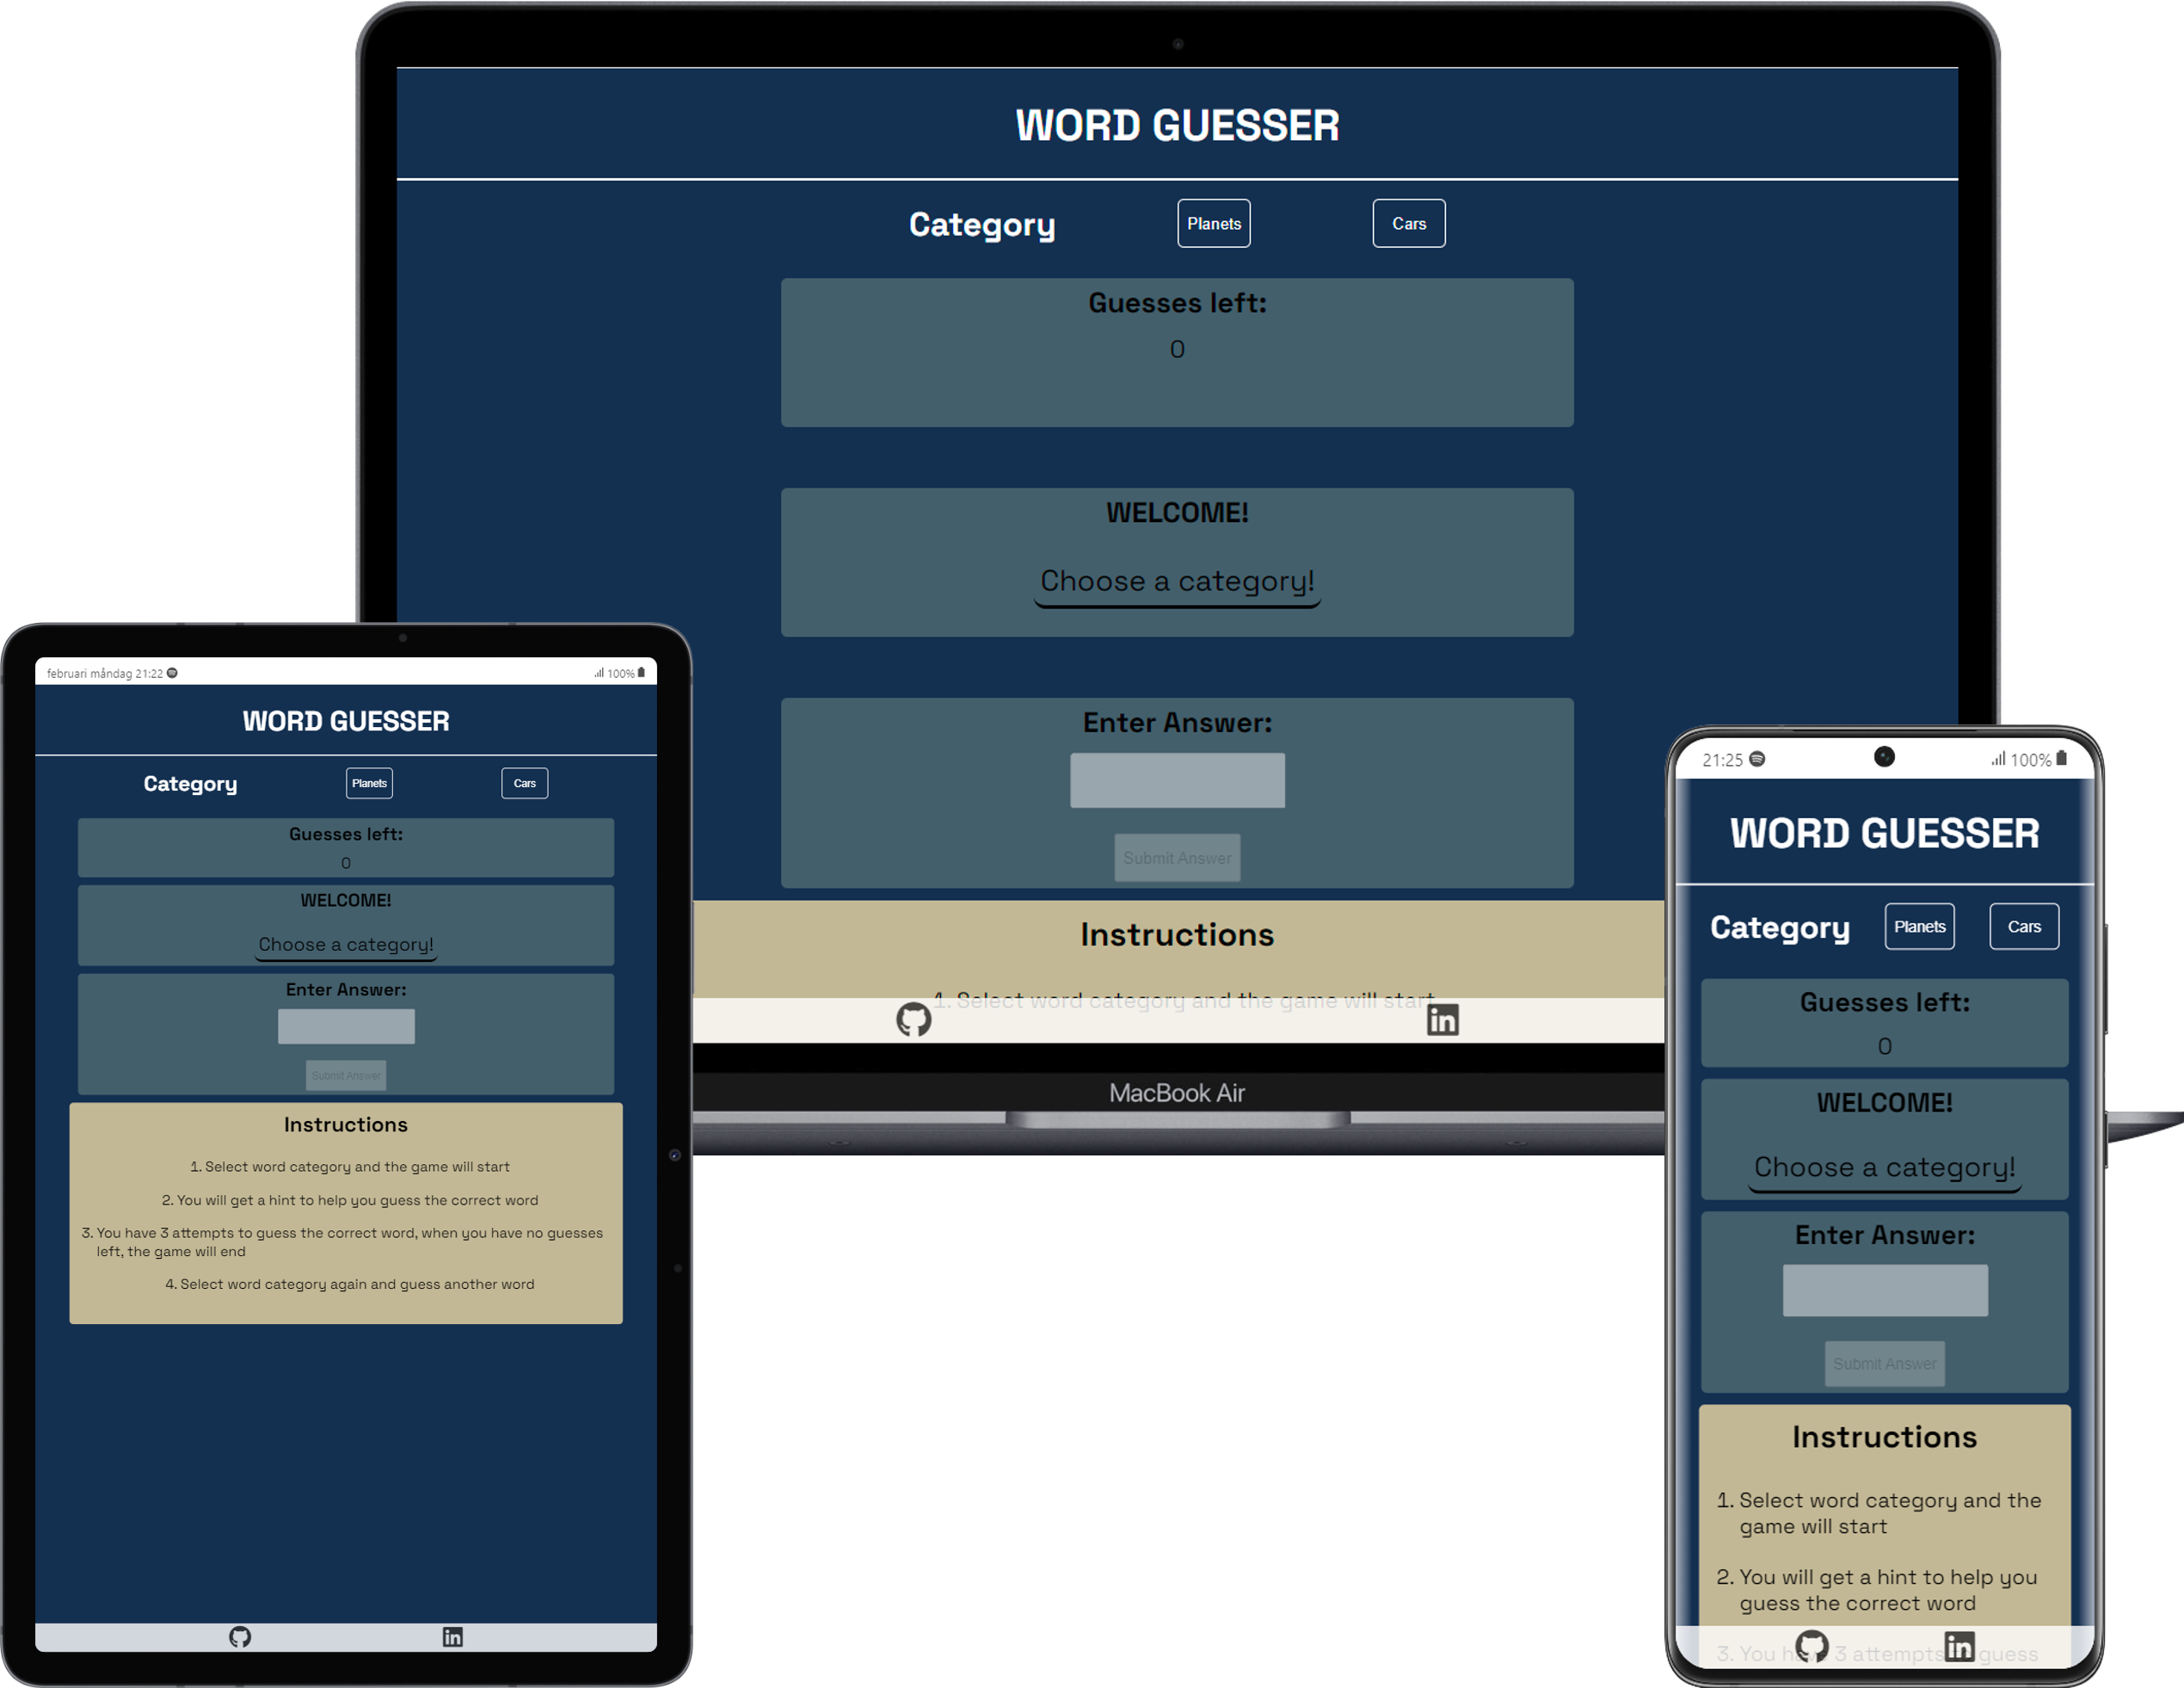 WORD GUESSER
Category
Planets
Cars
Guesses left:
0
WELCOME!
Choose a category!
Enter Answer:
Submit Answer
Instructions
1. Select word category and the game will start
in
MacBook Air
februari måndag 21:22
100%
WORD GUESSER
Category
Planets
Cars
Guesses left:
0
WELCOME!
Choose a category!
Enter Answer:
Submit Answer
Instructions
1. Select word category and the game will start
2. You will get a hint to help you guess the correct word
3. You have 3 attempts to guess the correct word, when you have no guesses
left, the game will end
4. Select word category again and guess another word
in
21:25
100%
WORD GUESSER
Category
Planets
Cars
Guesses left:
0
WELCOME!
Choose a category!
Enter Answer:
Submit Answer
Instructions
1. Select word category and the
game will start
2. You will get a hint to help you
guess the correct word
3. You have 3 attempts to guess
in